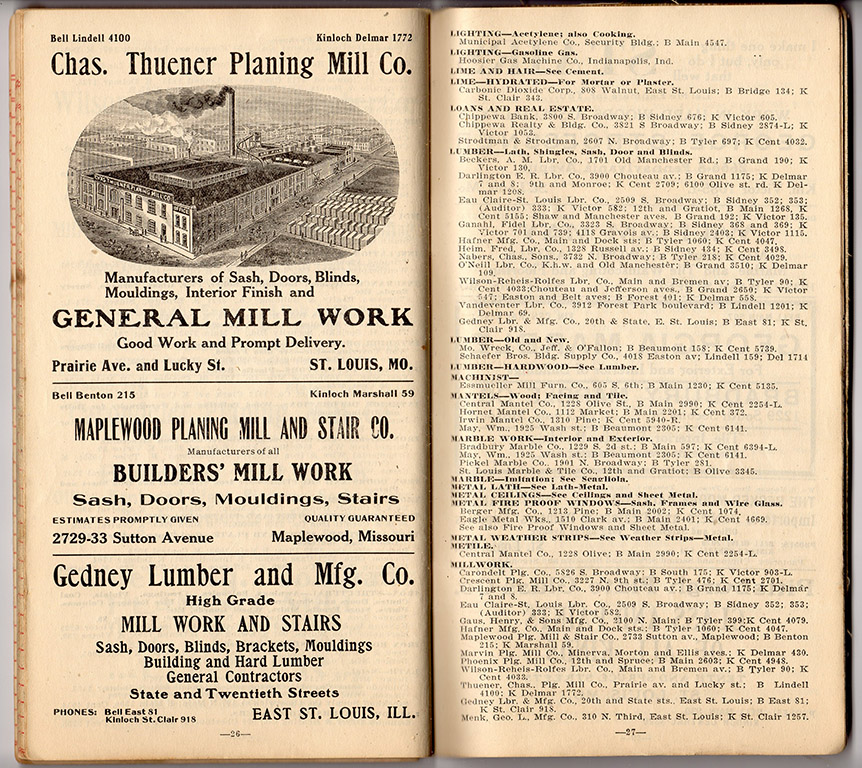 Bell Lindell 4100 Kinloch Delmar 1772
Chas. Thuener Planing Mill Co.
Manufacturers of Sash, Doors, Blinds,
Mouldings, Interior Finish and
GENERAL MILL WORK
Good Work and Prompt Delivery.
Prairie Ave. and Lucky St. ST. LOUIS, MO.
Bell Benton 215 Kinloch Marshall 59
MAPLEWOOD PLANING MILL AND STAIR CO.
Manufacturers of all
BUILDERS' MILL WORK
Sash, Doors, Mouldings, Stairs
ESTIMATES PROMPTLY GIVEN QUALITY GUARANTEED
2729-33 Sutton Avenue Maplewood, Missouri
Gedney Lumber and Mfg. Co.
High Grade
MILL WORK AND STAIRS
Sash, Doors, Blinds, Brackets, Mouldings
Building and Hard Lumber
General Contractors
State and Twentieth Streets
PHONES: Bell East 81
Kinloch St. Clair 918
EAST ST. LOUIS, ILL.
—26—
LIGHTING—Acetylene; also Cooking.
Municipal Acetylene Co., Security Bldg.; B Main 4547.
LIGHTING—Gasoline Gas.
Hoosier Gas Machine Co., Indianapolis, Ind.
LIME AND HAIR—See Cement.
LIME—HYDRATED—For Mortar or Plaster.
Carbonic Dioxide Corp., 808 Walnut, East St. Louis; B Bridge 134; K
St. Clair 343.
LOANS AND REAL ESTATE.
Chippewa Bank, 3800 S. Broadway; B Sidney 676; K Victor 605.
Chippewa Realty & Bldg. Co., 3821 S Broadway; B Sidney 2874-L; K
Victor 1053.
Strodtman & Strodtman, 2607 N. Broadway; B Tyler 697; K Cent 4032.
LUMBER—Lath, Shingles, Sash, Door and Blinds.
Beckers, A. M. Lbr. Co., 1701 Old Manchester Rd.; B Grand 190; K
Victor 130.
Darlington E. R. Lbr. Co., 3900 Chouteau av.; B Grand 1175; K Delmar
7 and 8; 9th and Monroe; K Cent 2709; 6100 Olive st. rd. K Del-
mar 1208.
Eau Claire-St. Louis Lbr. Co., 2509 S. Broadway; B Sidney 352; 353;
(Auditor) 333; K Victor 582; 12th and Gratiot, B Main 1268, K
Cent 5155; Shaw and Manchester aves. B Grand 192; K Victor 135.
Ganahl, Fidel Lbr. Co., 3323 S. Broadway; B Sidney 368 and 369; K
Victor 701 and 739; 4118 Gravois av.; B Sidney 2403; K Victor 1115.
Hafner Mfg. Co., Main and Dock sts; B Tyler 1060; K Cent 4047.
Heim, Fred, Lbr. Co., 1328 Russell av.; B Sidney 434; K Cent 3498.
Nabers, Chas. Sons., 3732 N. Broadway; B Tyler 218; K Cent 4029.
O'Neill Lbr. Co., K.h.w. and Old Manchester; B Grand 3510; K Delmar
109.
Wilson-Reheis-Rolfes Lbr. Co., Main and Bremen av; B Tyler 90; K
Cent 4033;Chouteau and Jefferson aves., B Grand 2650; K Victor
547; Easton and Belt aves; B Forest 401; K Delmar 558.
Vandeventer Lbr. Co., 3912 Forest Park boulevard; B Lindell 1201; K
Delmar 69.
Gedney Lbr. & Mfg. Co., 20th & State, E. St. Louis; B East 81; K St.
Clair 918.
LUMBER—Old and New.
Mo. Wreck, Co., Jeff. & O'Fallon; B Beaumont 158; K Cent 5739.
Schaefer Bros. Bldg. Supply Co., 4018 Easton av; Lindell 159; Del 1714
LUMBER—HARDWOOD—See Lumber.
MACHINIST—
Essmueller Mill Furn. Co., 605 S. 6th; B Main 1230; K Cent 5135.
MANTELS—Wood; Facing and Tile.
Central Mantel Co., 1228 Olive St., B Main 2990; K Cent 2254-L.
Hornet Mantel Co., 1112 Market; B Main 2201; K Cent 372.
Irwin Mantel Co., 1310 Pine; K Cent 5940-R.
May, Wm., 1925 Wash st.; B Beaumont 2305; K Cent 6141.
MARBLE WORK—Interior and Exterior.
Bradbury Marble Co., 1229 S. 2d st.; B Main 597; K Cent 6394-L.
May, Wm., 1925 Wash st.; B Beaumont 2305; K Cent 6141.
Pickel Marble Co., 1901 N. Broadway; B Tyler 281.
St. Louis Marble & Tile Co., 12th and Gratiot; B Olive 3345.
MARBLE—Imitation; See Scagliola.
METAL LATH—See Lath-Metal.
METAL CEILINGS—See Ceilings and Sheet Metal.
METAL FIRE PROOF WINDOWS—Sash, Frames and Wire Glass.
Berger Mfg. Co., 1213 Pine; B Main 2002; K Cent 1074.
Eagle Metal Wks., 1510 Clark av.; B Main 2401; K Cent 4669.
See also Fire Proof Windows and Sheet Metal.
METAL WEATHER STRIPS—See Weather Strips—Metal.
METILE.
Central Mantel Co., 1228 Olive; B Main 2990; K Cent 2254-L.
MILLWORK.
Carondelt Plg. Co., 5826 S. Broadway; B South 175; K Victor 903-L.
Crescent Plg. Mill Co., 3227 N. 9th st.; B Tyler 476; K Cent 2701.
Darlington E. R. Lbr. Co., 3900 Chouteau av.; B Grand 1175; K Delmar
7 and 8.
Eau Claire-St, Louis Lbr. Co., 2509 S. Broadway; B Sidney 352; 353;
(Auditor) 333; K Victor 582.
Gaus, Henry, & Sons Mfg. Co., 2100 N. Main; B Tyler 399;K Cent 4079.
Hafner Mfg. Co., Main and Dock sts.; B Tyler 1060; K Cent 4047.
Maplewood Plg. Mill & Stair Co., 2733 Sutton av., Maplewood; B Benton
215; K Marshall 59.
Marvin Plg. Mill Co., Minerva, Morton and Ellis aves.; K Delmar 430.
Phoenix Plg. Mill Co., 12th and Spruce; B Main 2603; K Cent 4948.
Wilson-Reheis-Rolfes Lbr. Co., Main and Bremen av.; B Tyler 90; K
Cent 4033.
Thuener, Chas., Plg. Mill Co., Prairie av. and Lucky st.; B Lindell
4100; K Delmar 1772.
Gedney Lbr. & Mfg. Co., 20th and State sts., East St. Louis; B East 81;
K St. Clair 918.
Menk, Geo. L., Mfg. Co., 310 N. Third, East St. Louis; K St. Clair 1257.
—27—